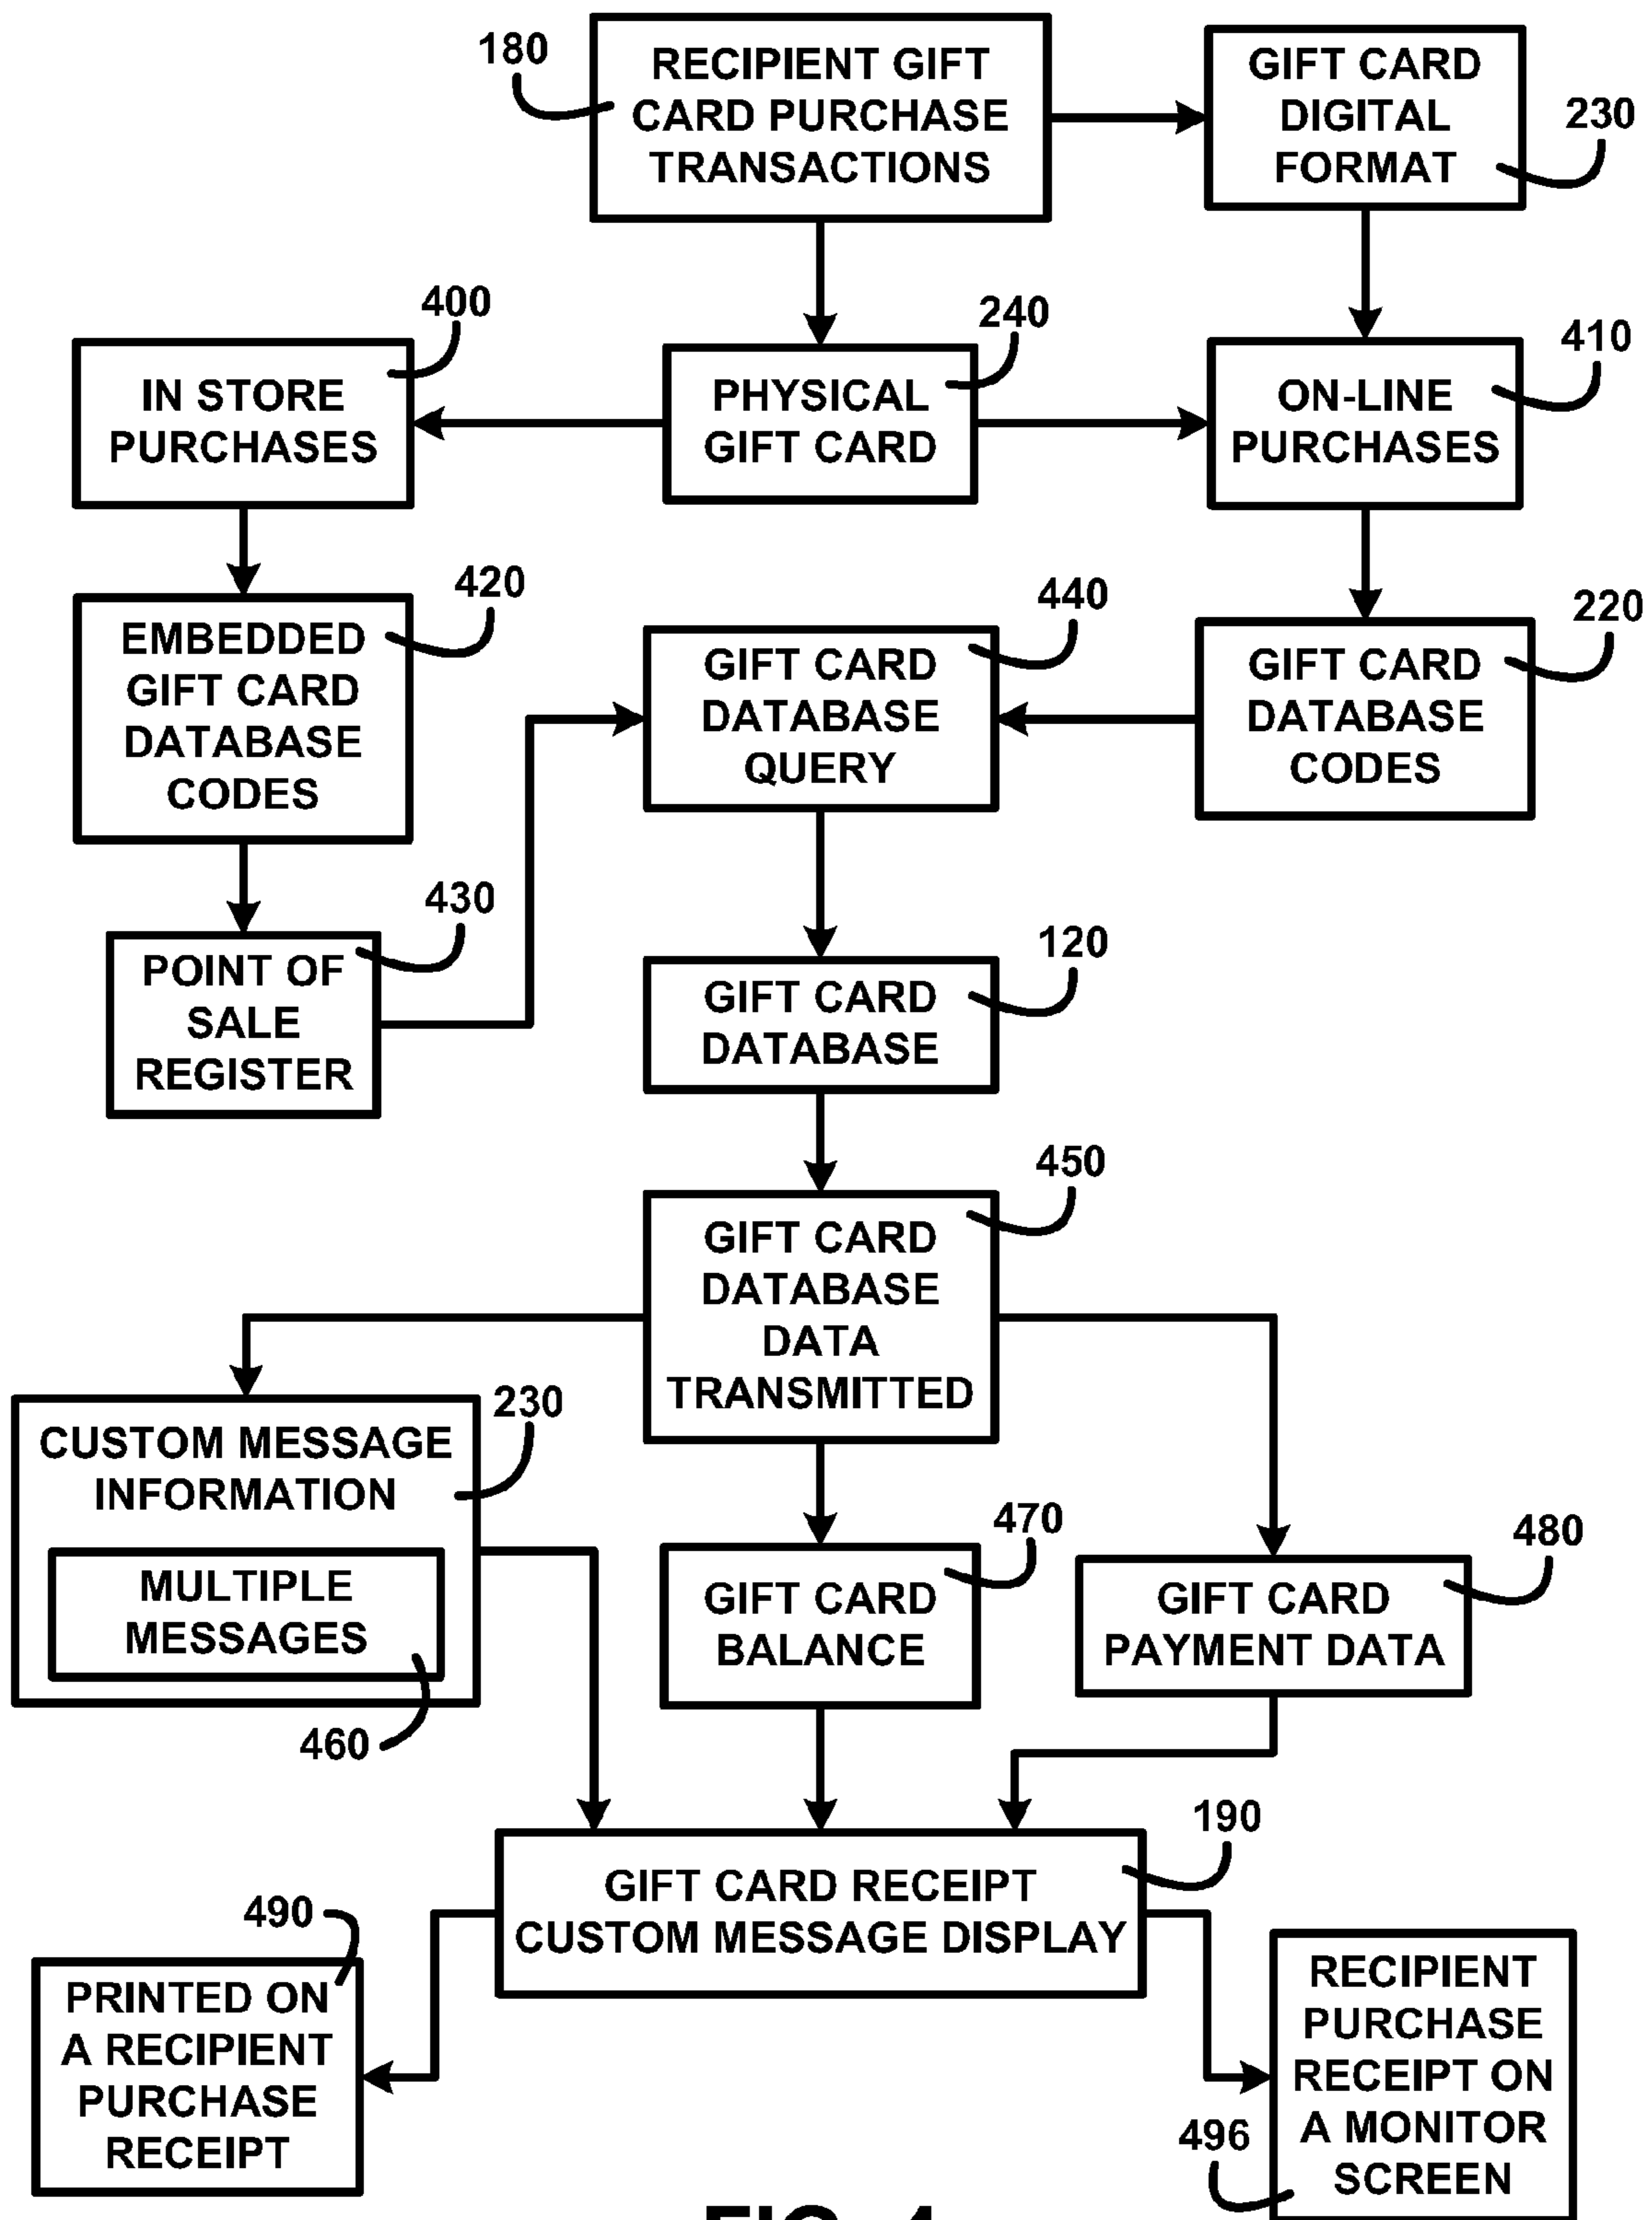 180
RECIPIENT GIFT
CARD PURCHASE
TRANSACTIONS
GIFT CARD
DIGITAL
FORMAT
230
400
IN STORE
PURCHASES
240
PHYSICAL
GIFT CARD
410
ON-LINE
PURCHASES
420
EMBEDDED
GIFT CARD
DATABASE
CODES
440
GIFT CARD
DATABASE
QUERY
220
GIFT CARD
DATABASE
CODES
430
POINT OF
SALE
REGISTER
120
GIFT CARD
DATABASE
450
GIFT CARD
DATABASE
DATA
TRANSMITTED
230
CUSTOM MESSAGE
INFORMATION
MULTIPLE
MESSAGES
460
470
GIFT CARD
BALANCE
480
GIFT CARD
PAYMENT DATA
190
GIFT CARD RECEIPT
CUSTOM MESSAGE DISPLAY
490
PRINTED ON
A RECIPIENT
PURCHASE
RECEIPT
RECIPIENT
PURCHASE
RECEIPT ON
A MONITOR
SCREEN
496